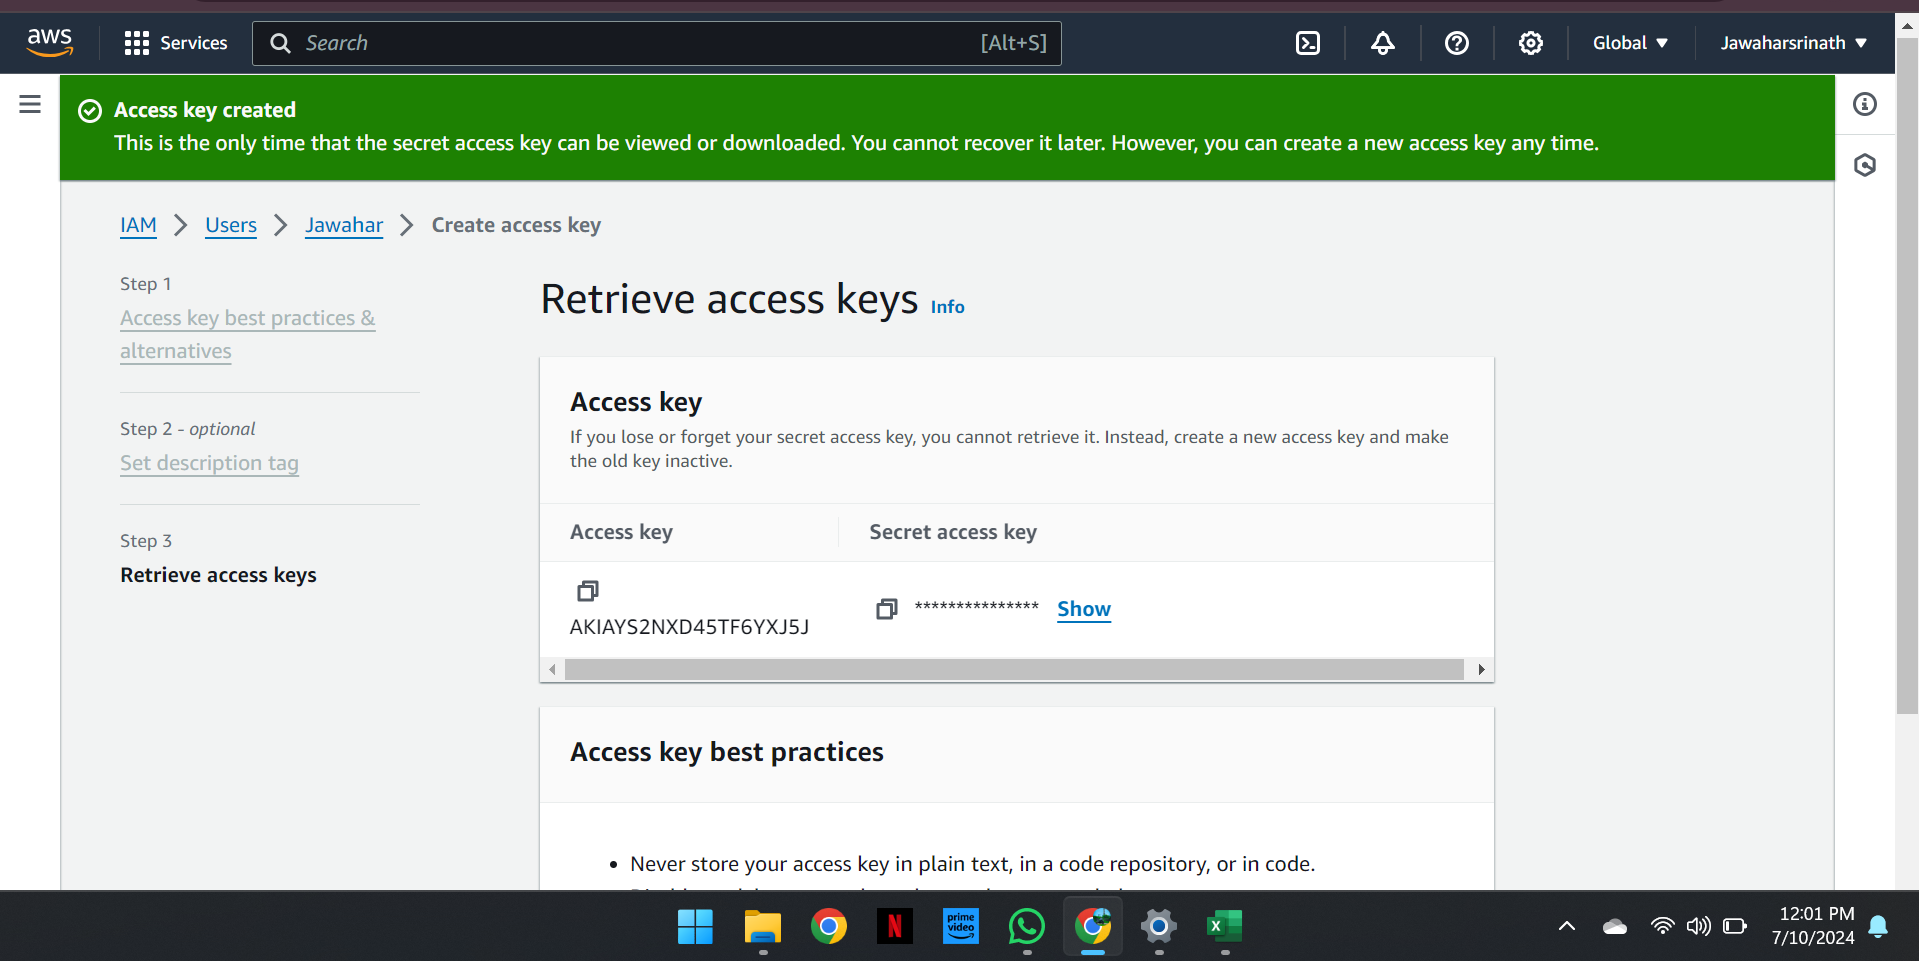 aws
Services
Search
[Alt+S]
Global
Jawaharsrinath
Access key created
This is the only time that the secret access key can be viewed or downloaded. You cannot recover it later. However, you can create a new access key any time.
IAM
Users
Jawahar
Create access key
Step 1
Access key best practices &
alternatives
Step 2 - optional
Set description tag
Step 3
Retrieve access keys
Retrieve access keys Info
Access key
If you lose or forget your secret access key, you cannot retrieve it. Instead, create a new access key and make
the old key inactive.
Access key
Secret access key
AKIAYS2NXD45TF6YXJ5J
*************** Show
Access key best practices
• Never store your access key in plain text, in a code repository, or in code.
N
prime
video
X
12:01 PM
7/10/2024